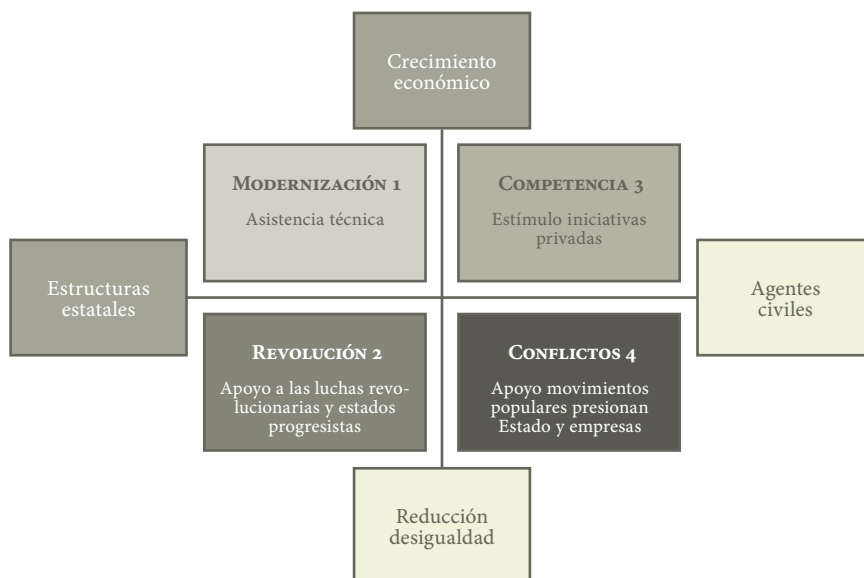 Crecimiento
económico
MODERNIZACIÓN 1
Asistencia técnica
COMPETENCIA 3
Estímulo iniciativas
privadas
Estructuras
estatales
Agentes
civiles
REVOLUCIÓN 2
Apoyo a las luchas revo-
lucionarias y estados
progresistas
CONFLICTOS 4
Apoyo movimientos
populares presionan
Estado y empresas
Reducción
desigualdad